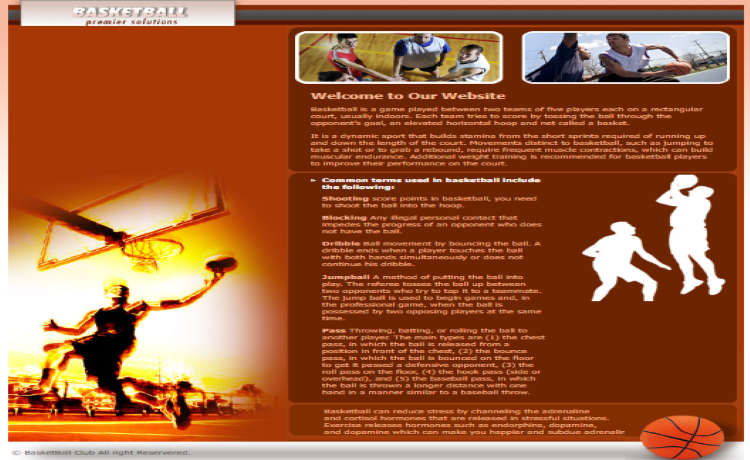 BASKETBALL
premier solutions
Welcome to Our Website
Basketball is a game played between two teams of five players each on a rectangular
court, usually indoors. Each team tries to score by tossing the ball through the
opponent's goal, an elevated horizontal hoop and net called a basket.
It is a dynamic sport that builds stamina from the short sprints required of running up
and down the length of the court. Movements distinct to basketball, such as jumping to
take a shot or to grab a rebound, require frequent muscle contractions, which can build
muscular endurance. Additional weight training is recommended for basketball players
to improve their performance on the court.
Common terms used in basketball include
the following:
Shooting score points in basketball, you need
to shoot the ball into the hoop.
Blocking Any illegal personal contact that
impedes the progress of an opponent who does
not have the ball.
Dribble Ball movement by bouncing the ball. A
dribble ends when a player touches the ball
with both hands simultaneously or does not
continue his dribble.
Jumpball A method of putting the ball into
play. The referee tosses the ball up between
two opponents who try to tap it to a teammate.
The jump ball is used to begin games and, in
the professional game, when the ball is
possessed by two opposing players at the same
time.
Pass Throwing, batting, or rolling the ball to
another player. The main types are (1) the chest
pass, in which the ball is released from a
position in front of the chest, (2) the bounce
pass, in which the ball is bounced on the floor
to get it passed a defensive opponent, (3) the
roll pass on the floor, (4) the hook pass (side or
overhead), and (5) the baseball pass, in which
the ball is thrown a longer distance with one
hand in a manner similar to a baseball throw.
Basketball can reduce stress by channeling the adrenaline
and cortisol hormones that are released in stressful situations.
Exercise releases hormones such as endorphins, dopamine,
and dopamine which can make you happier and subdue adrenalin
© BasketBall Club All right Reservered.